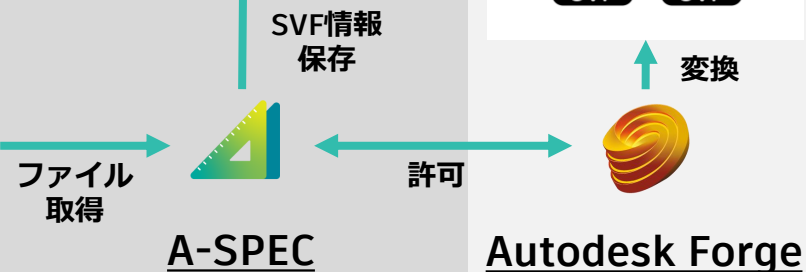 SVF情報
保存
変換
ファイル
取得
許可
A-SPEC
Autodesk Forge